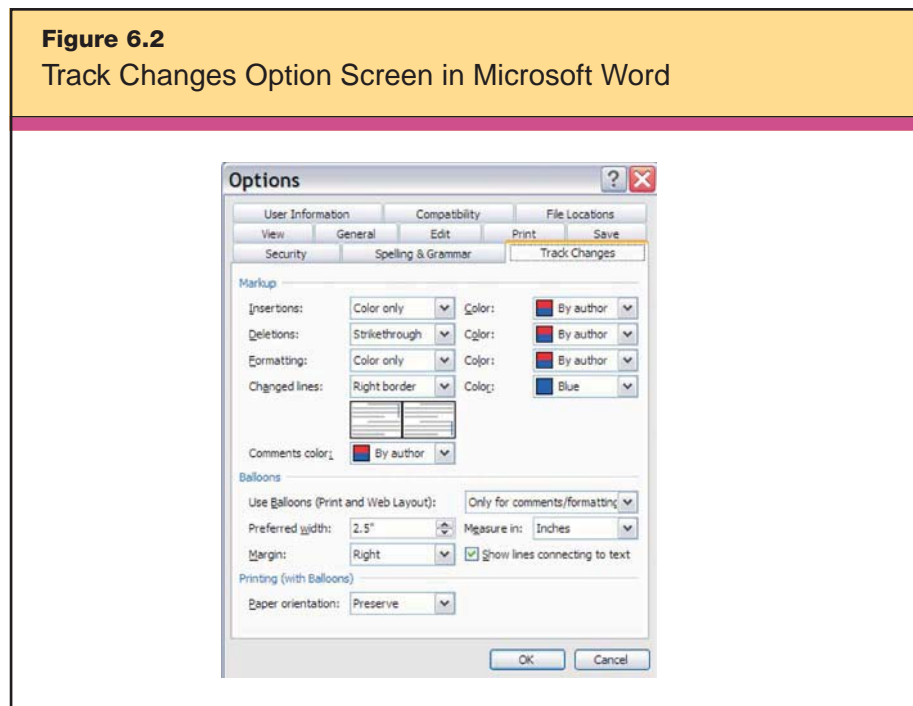 Figure 6.2
Track Changes Option Screen in Microsoft Word
Options
User Information Compatibility File Locations
View General Edit Print Save
Security Spelling & Grammar Track Changes
Markup
Insertions: Color only Color: By author
Deletions: Strikethrough Color: By author
Formatting: Color only Color: By author
Changed lines: Right border Color: Blue
Comments color: By author
Balloons
Use Balloons (Print and Web Layout): Only for comments/formatting
Preferred width: 2.5" Measure in: Inches
Margin: Right Show lines connecting to text
Printing (with Balloons)
Paper orientation: Preserve
OK Cancel